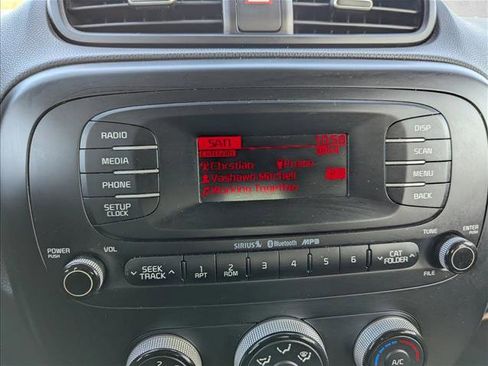 RADIO
MEDIA
PHONE
SETUP
CLOCK
SAT1
CATEGORY
Christian
Vashawn Mitchell
DISP
SCAN
MENU
BACK
SIRIUS Bluetooth MP3
POWER
PUSH
VOL
SEEK
TRACK
1
RPT
2
RDM
3
4
5
6
CAT
FOLDER
TUNE
FILE
ENTER
PUSH
A/C